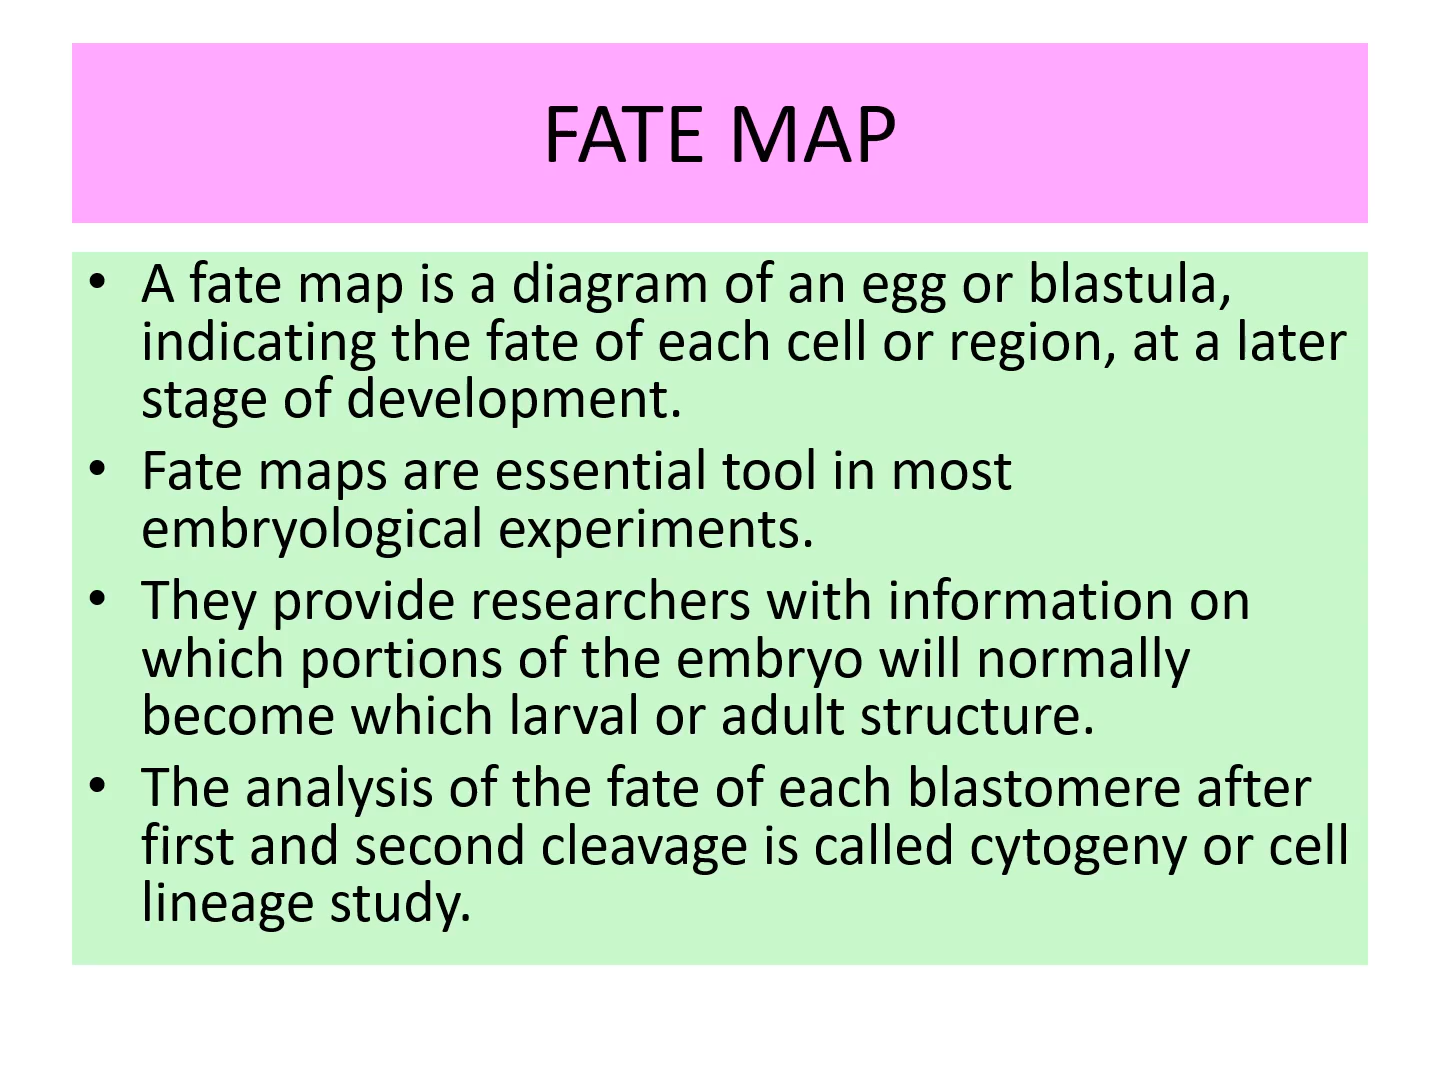 FATE MAP
• A fate map is a diagram of an egg or blastula,
indicating the fate of each cell or region, at a later
stage of development.
• Fate maps are essential tool in most
embryological experiments.
• They provide researchers with information on
which portions of the embryo will normally
become which larval or adult structure.
• The analysis of the fate of each blastomere after
first and second cleavage is called cytogeny or cell
lineage study.